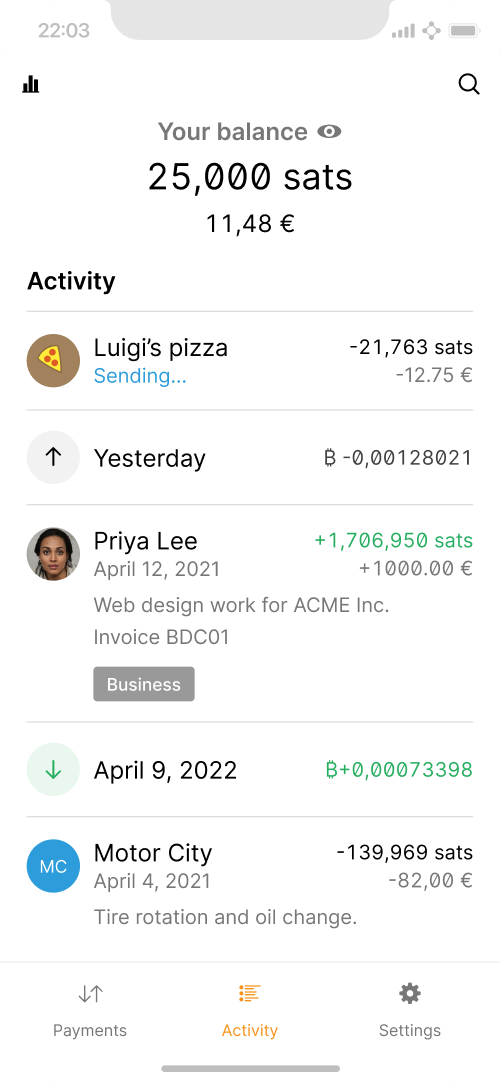 22:03
Your balance
25,000 sats
11,48 €
Activity
Luigi’s pizza
-21,763 sats
Sending...
-12.75 €
Yesterday
₿ -0,00128021
Priya Lee
+1,706,950 sats
April 12, 2021
+1000.00 €
Web design work for ACME Inc.
Invoice BDC01
Business
April 9, 2022
₿+0,00073398
MC
Motor City
-139,969 sats
April 4, 2021
-82,00 €
Tire rotation and oil change.
Payments
Activity
Settings